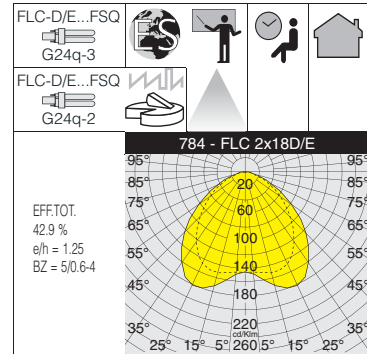 FLC-D/E...FSQ
G24q-3
ES
FLC-D/E...FSQ
G24q-2
784 - FLC 2x18D/E
EFF.TOT.
42.9 %
e/h = 1.25
BZ = 5/0.6-4
95° 95°
85° 85°
75° 75°
65° 65°
55° 55°
45° 45°
35° 35°
25° 15° 5° 5° 15° 25°
20
60
100
140
180
220
cd/Klm
260